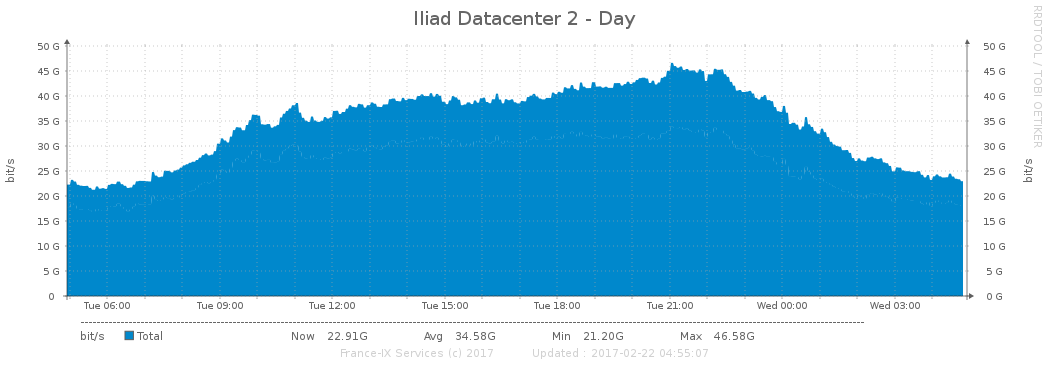 Iliad Datacenter 2 - Day
RRDTOOL / TOBI OETIKER
50 G 50 G
45 G 45 G
40 G 40 G
35 G 35 G
30 G 30 G
25 G 25 G
20 G 20 G
15 G 15 G
10 G 10 G
5 G 5 G
0 0 G
bit/s bit/s
Tue 06:00 Tue 09:00 Tue 12:00 Tue 15:00 Tue 18:00 Tue 21:00 Wed 00:00 Wed 03:00
bit/s Total Now 22.91G Avg 34.58G Min 21.20G Max 46.58G
France-IX Services (c) 2017 Updated : 2017-02-22 04:55:07